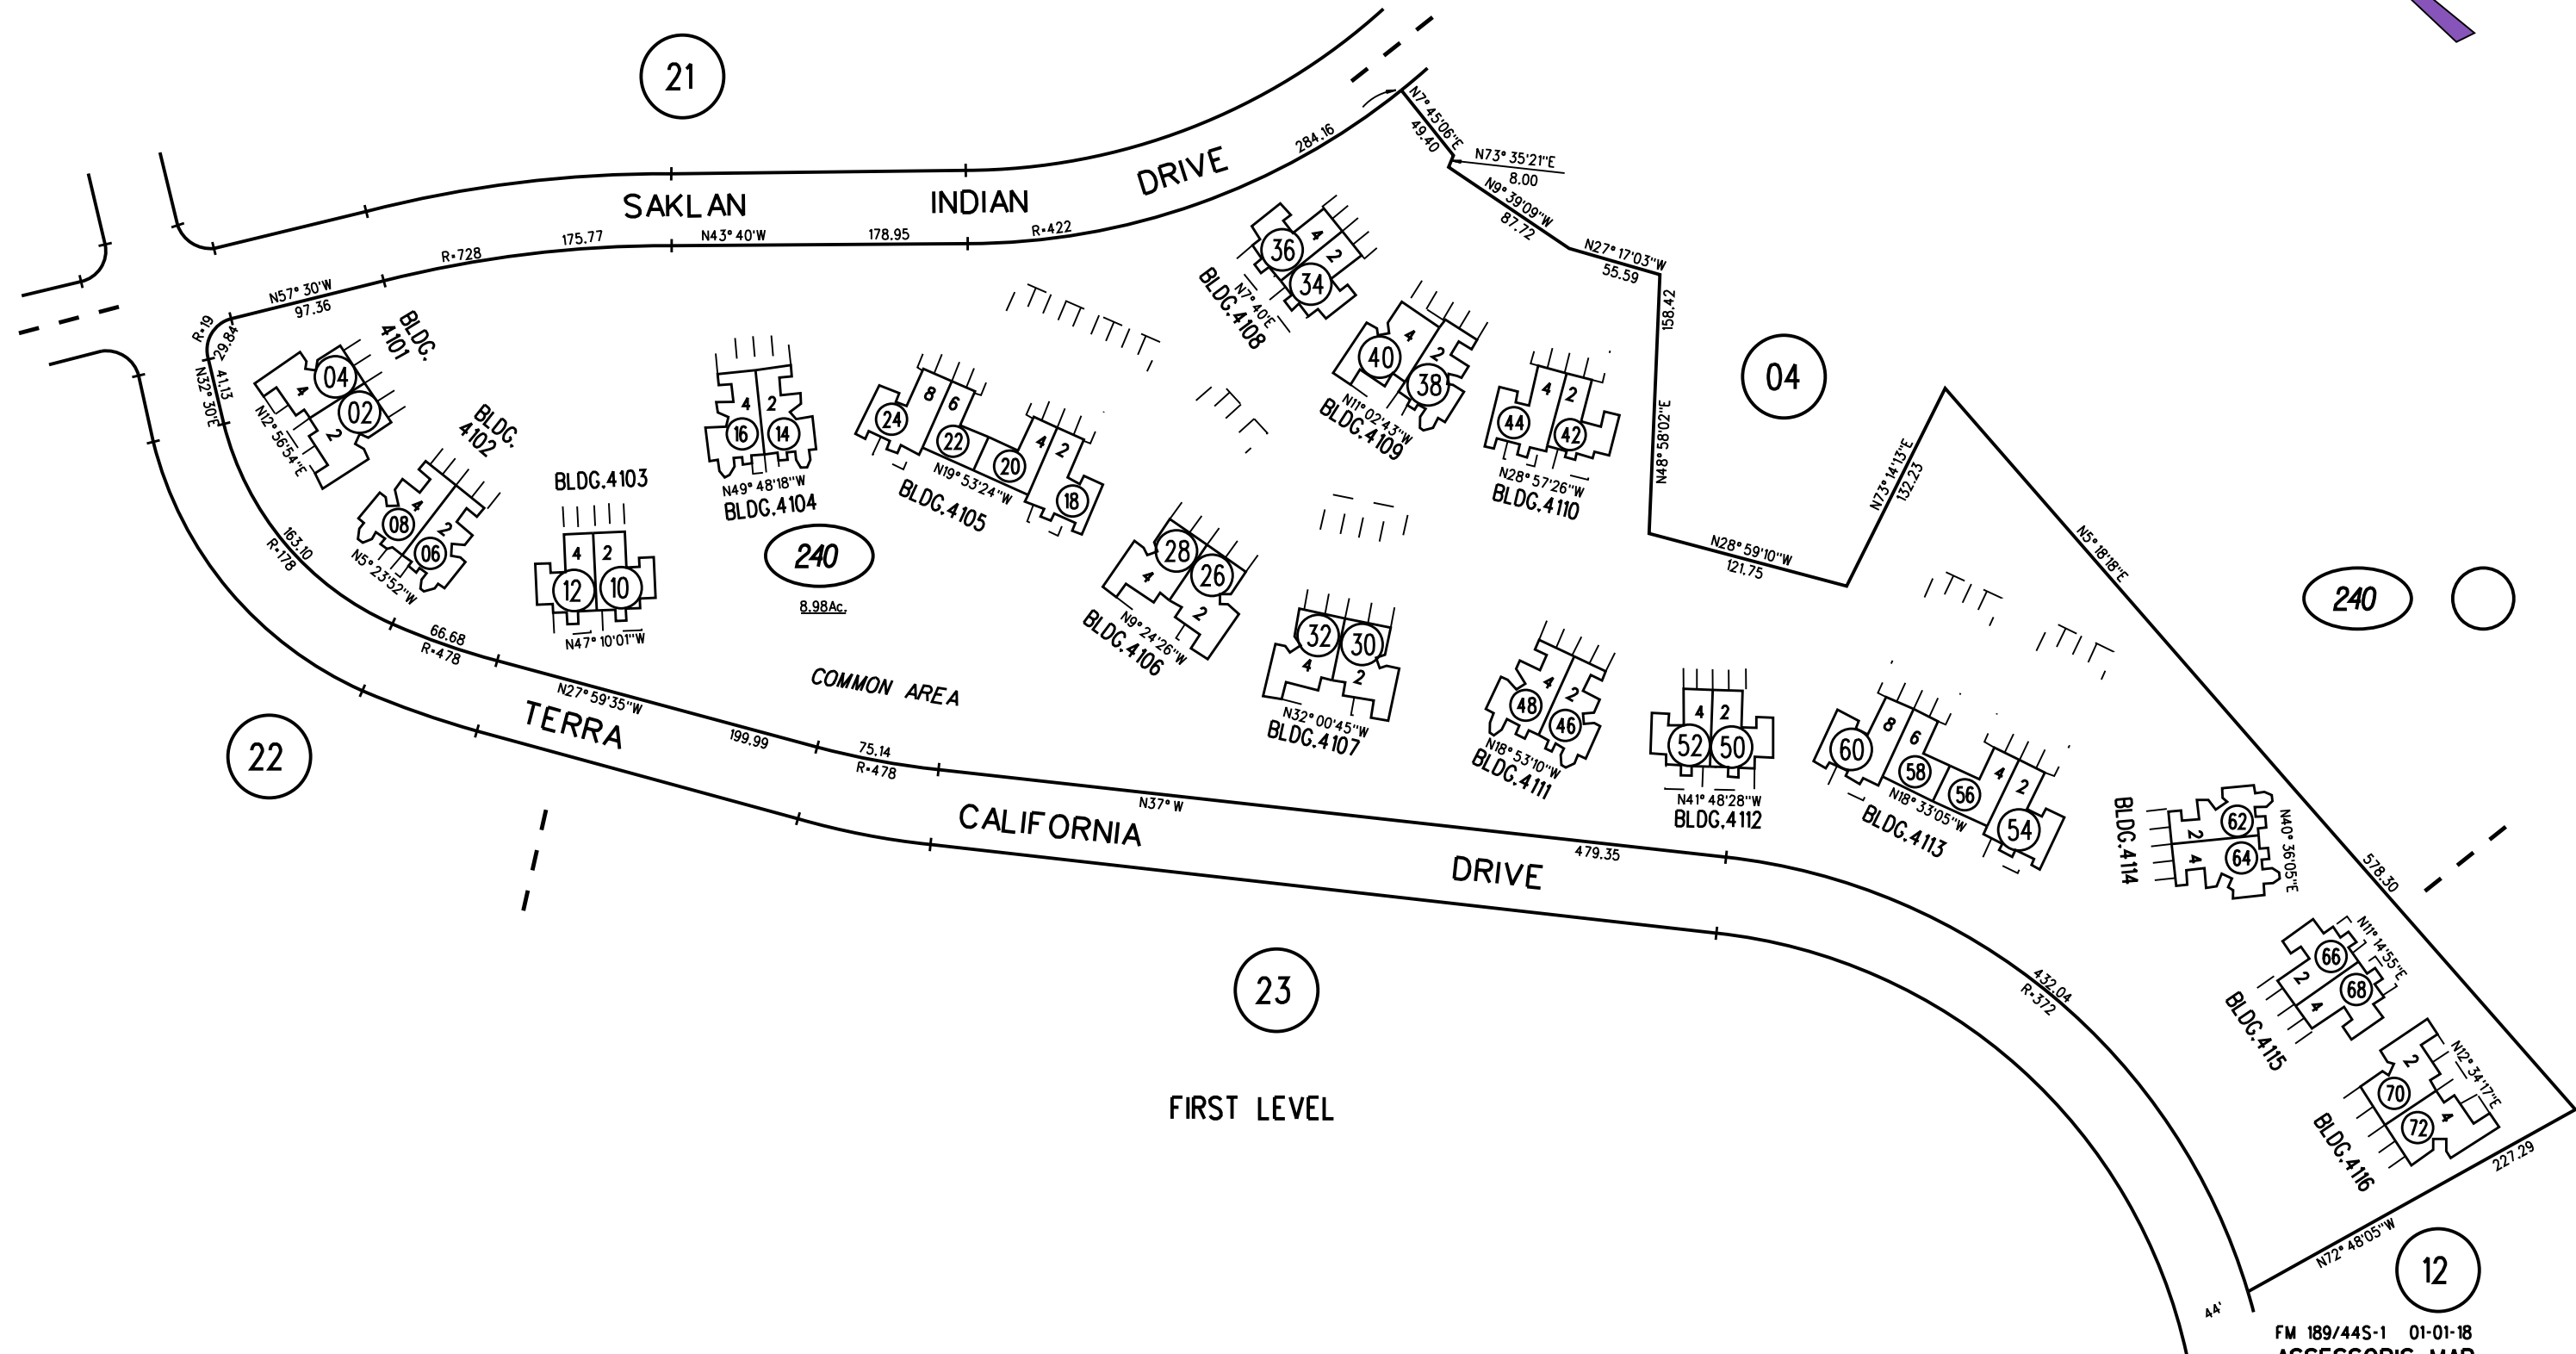 21
SAKLAN INDIAN DRIVE
284.16
R=422
178.95
N43° 40'W
175.77
R=728
N57° 30'W
97.36
R=19
29.84
41.13
N32° 30'E
N7° 45'06"E
49.40
N73° 35'21"E
8.00
N9° 39'09"W
87.72
N27° 17'03"W
55.59
158.42
N48° 58'02"E
04
N28° 59'10"W
121.75
N73° 14'13"E
132.23
N5° 18'18"E
578.30
240
BLDG.
4101
04
02
4
2
N12° 56'54"E
BLDG.
4102
08
06
4
2
N5° 23'52"W
BLDG.4103
4 2
12 10
N47° 10'01"W
4 2
16 14
N49° 48'18"W
BLDG.4104
8 6 4 2
24 22 20 18
N19° 53'24"W
BLDG.4105
28 26
4 2
N9° 24'26"W
BLDG.4106
32 30
4 2
N32° 00'45"W
BLDG.4107
36 34
4 2
N7° 40'E
BLDG.4108
4 2
40 38
N11° 02'43"W
BLDG.4109
4 2
44 42
N28° 57'26"W
BLDG.4110
4 2
48 46
N18° 53'10"W
BLDG.4111
4 2
52 50
N41° 48'28"W
BLDG.4112
8 6 4 2
60 58 56 54
N18° 33'05"W
BLDG.4113
BLDG.4114
2 62
4 64
N40° 36'05"E
66 68
2 4
N11° 14'55"E
BLDG.4115
2 4
70 72
N12° 34'17"E
BLDG.4116
240
8.98Ac.
COMMON AREA
163.10
R=178
66.68
R=478
N27° 59'35"W
199.99
75.14
R=478
N37° W
479.35
432.04
R=372
TERRA CALIFORNIA DRIVE
22
23
FIRST LEVEL
227.29
N72° 48'05"W
12
44'
FM 189/44S-1 01-01-18
ASSESSOR'S MAP